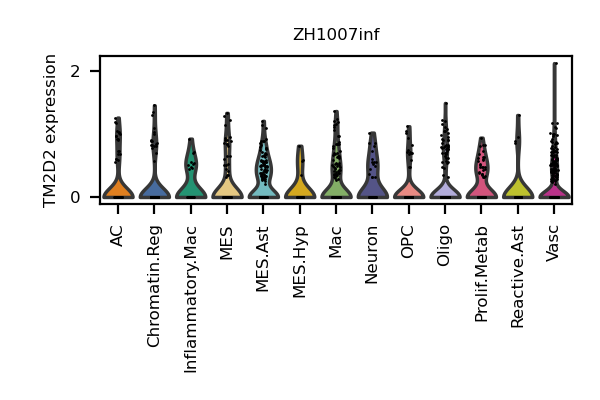 ZH1007inf
TM2D2 expression
2
0
AC
Chromatin.Reg
Inflammatory.Mac
MES
MES.Ast
MES.Hyp
Mac
Neuron
OPC
Oligo
Prolif.Metab
Reactive.Ast
Vasc